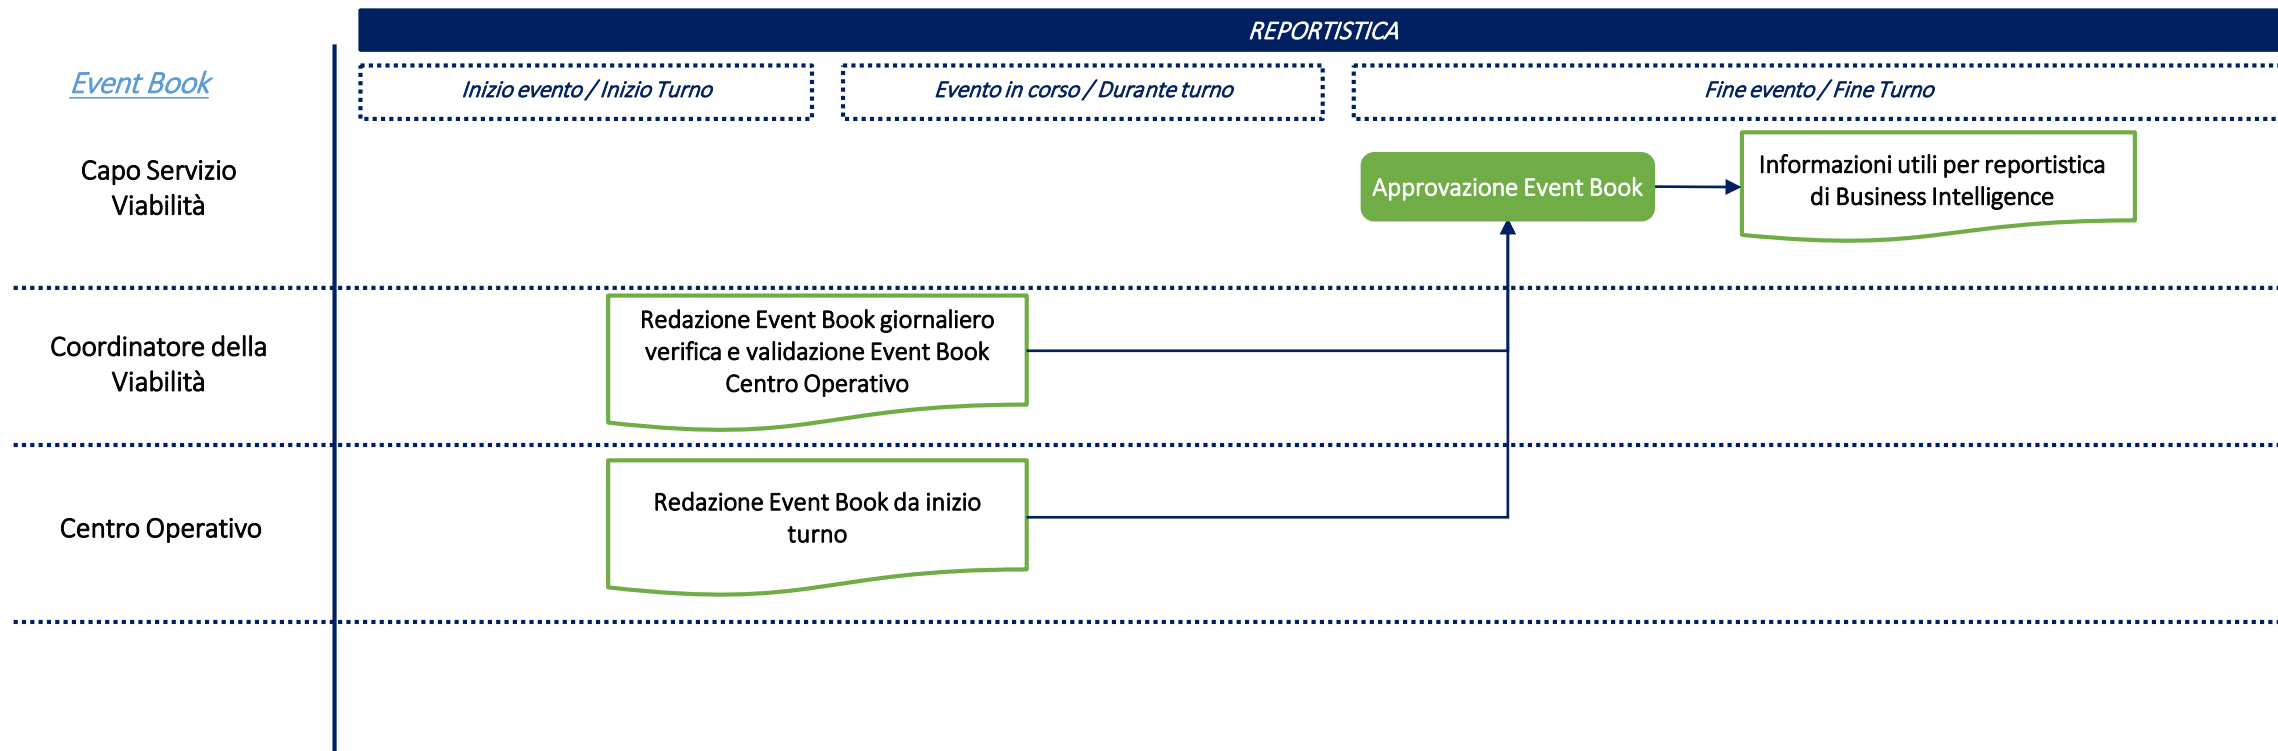 REPORTISTICA
Event Book
Inizio evento / Inizio Turno
Evento in corso / Durante turno
Fine evento / Fine Turno
Capo Servizio
Viabilità
Approvazione Event Book
Informazioni utili per reportistica
di Business Intelligence
Coordinatore della
Viabilità
Redazione Event Book giornaliero
verifica e validazione Event Book
Centro Operativo
Centro Operativo
Redazione Event Book da inizio
turno